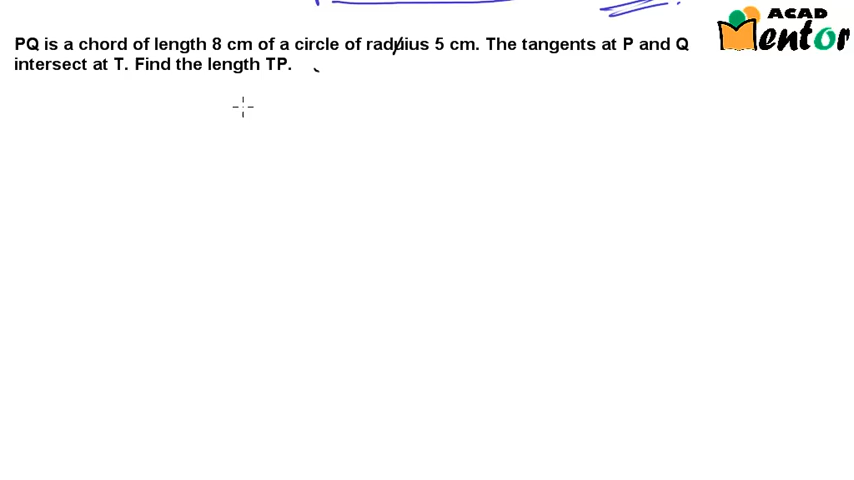 ACAD
Mentor
PQ is a chord of length 8 cm of a circle of radius 5 cm. The tangents at P and Q
intersect at T. Find the length TP.